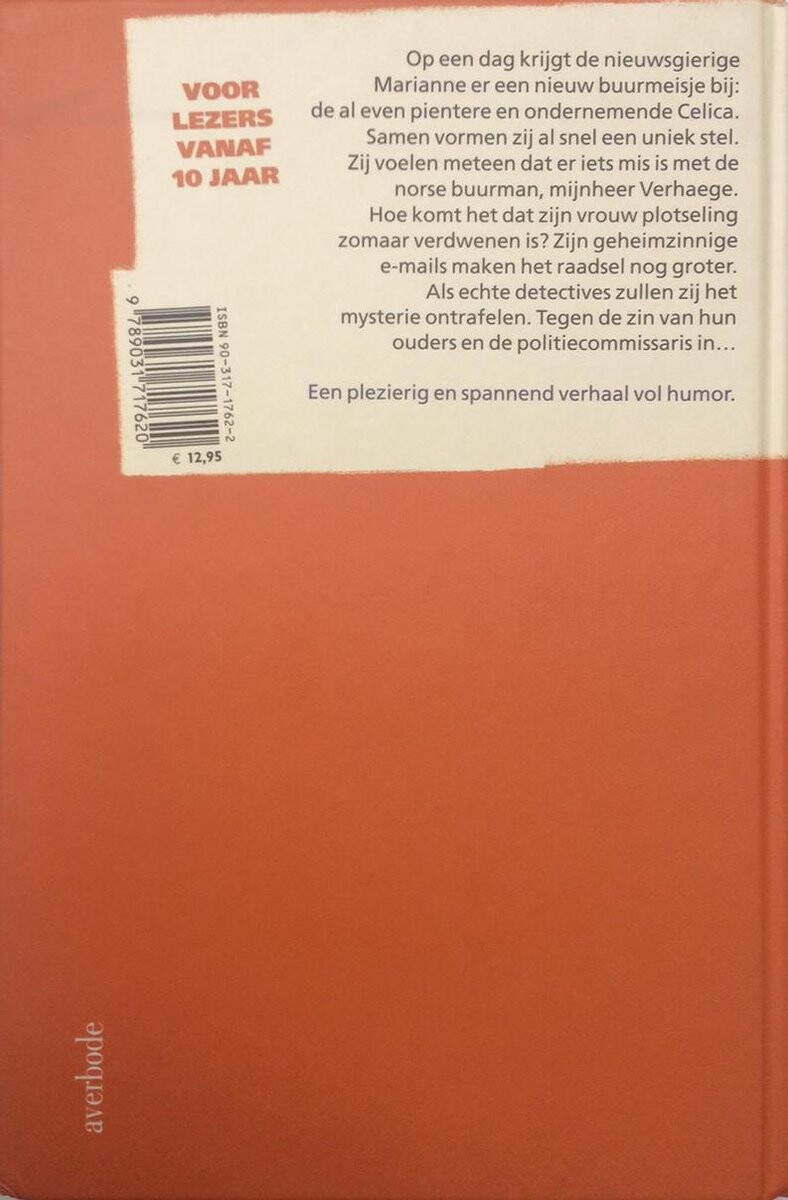 VOOR
LEZERS
VANAF
10 JAAR
Op een dag krijgt de nieuwsgierige
Marianne er een nieuw buurmeisje bij:
de al even pientere en ondernemende Celica.
Samen vormen zij al snel een uniek stel.
Zij voelen meteen dat er iets mis is met de
norse buurman, mijnheer Verhaege.
Hoe komt het dat zijn vrouw plotseling
zomaar verdwenen is? Zijn geheimzinnige
e-mails maken het raadsel nog groter.
Als echte detectives zullen zij het
mysterie ontrafelen. Tegen de zin van hun
ouders en de politiecommissaris in...
Een plezierig en spannend verhaal vol humor.
ISBN 90-317-1762-2
9 789031 717620
€ 12,95
averbode